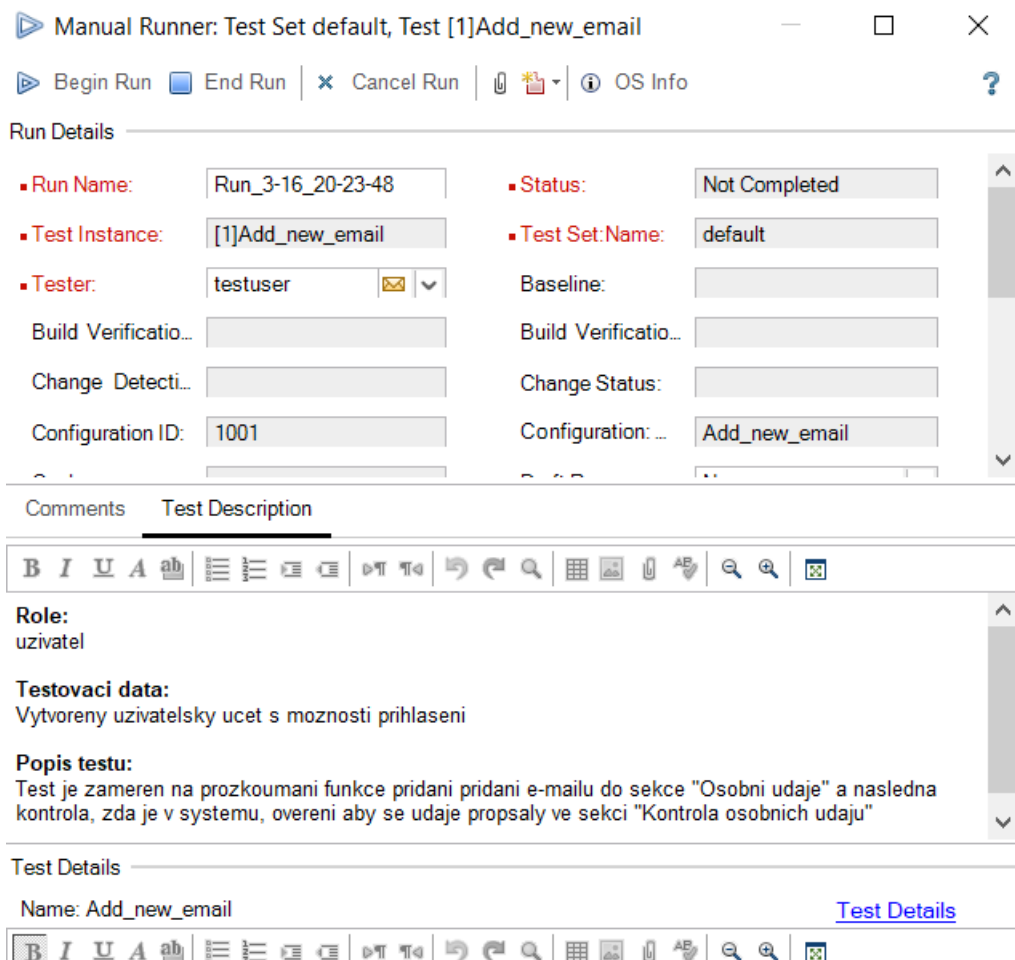 Manual Runner: Test Set default, Test [1]Add_new_email
Begin Run End Run Cancel Run OS Info ?
Run Details
Run Name: Run_3-16_20-23-48 Status: Not Completed
Test Instance: [1]Add_new_email Test Set:Name: default
Tester: testuser Baseline:
Build Verificatio... Build Verificatio...
Change Detecti... Change Status:
Configuration ID: 1001 Configuration: ... Add_new_email
Comments Test Description
Role:
uzivatel
Testovaci data:
Vytvoreny uzivatelsky ucet s moznosti prihlaseni
Popis testu:
Test je zameren na prozkoumani funkce pridani pridani e-mailu do sekce "Osobni udaje" a nasledna
kontrola, zda je v systemu, overeni aby se udaje propsaly ve sekci "Kontrola osobnich udaju"
Test Details
Name: Add_new_email Test Details